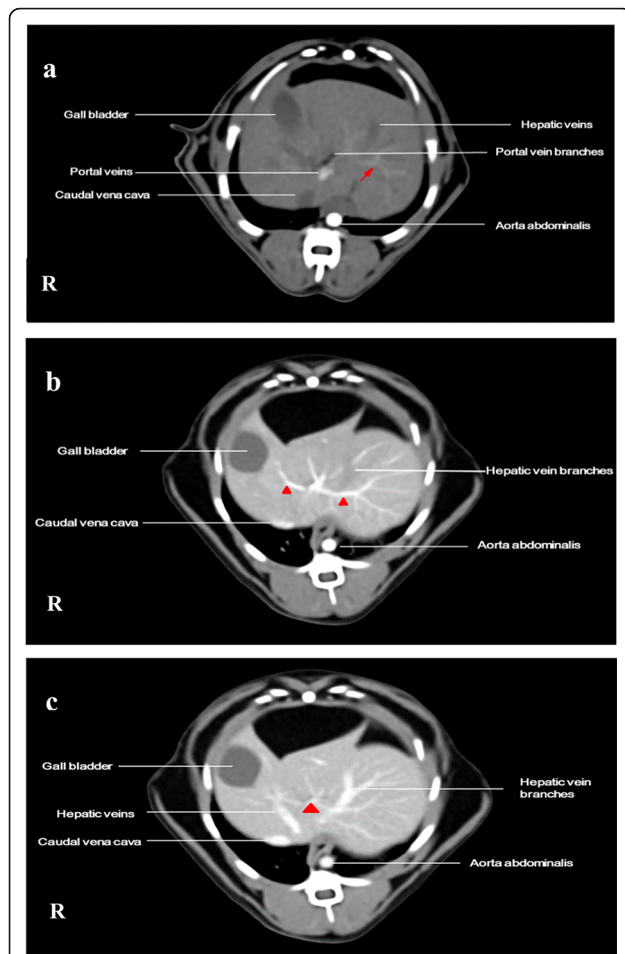 a
Gall bladder
Hepatic veins
Portal vein branches
Portal veins
Caudal vena cava
Aorta abdominalis
R
b
Gall bladder
Hepatic vein branches
Caudal vena cava
Aorta abdominalis
R
c
Gall bladder
Hepatic vein
branches
Hepatic veins
Caudal vena cava
Aorta abdominalis
R